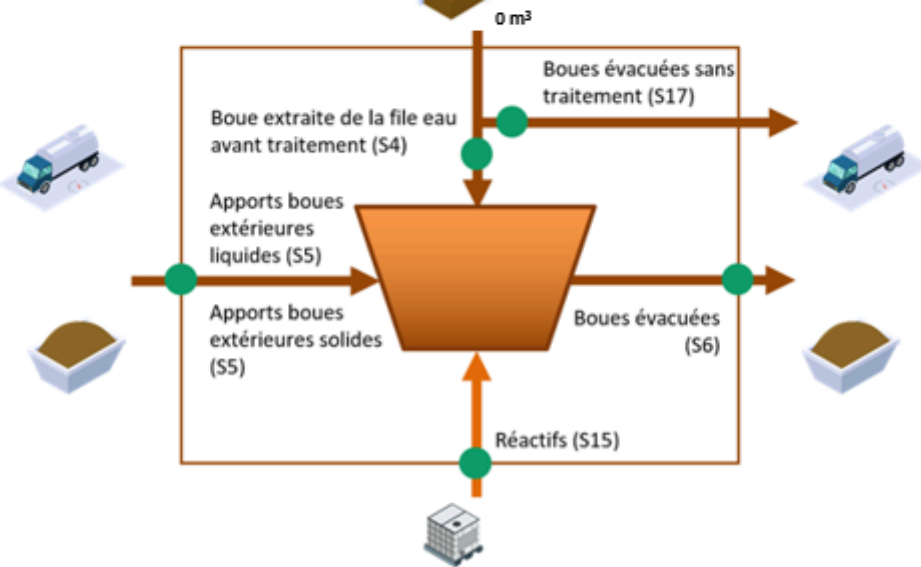 0 m³
Boues évacuées sans
traitement (S17)
Boue extraite de la file eau
avant traitement (S4)
Apports boues
extérieures
liquides (S5)
Apports boues
extérieures solides
(S5)
Boues évacuées
(S6)
Réactifs (S15)